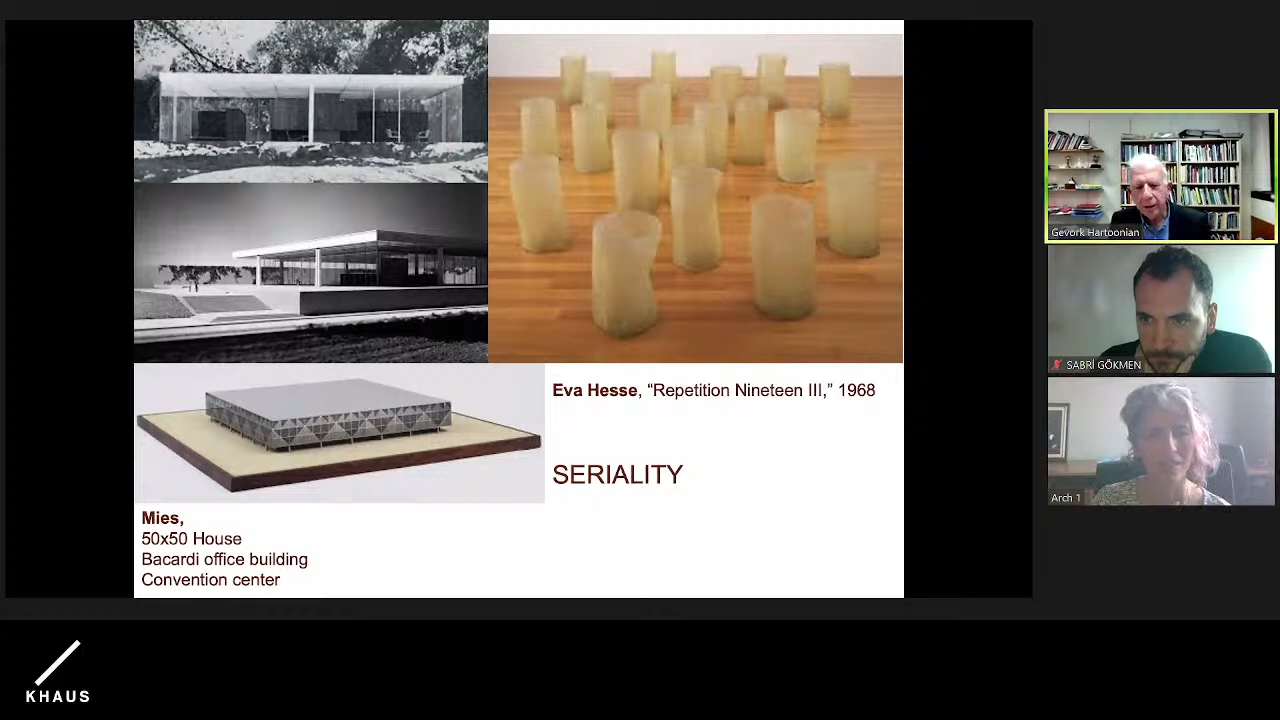 Eva Hesse, “Repetition Nineteen III,” 1968
SERIALITY
Mies,
50x50 House
Bacardi office building
Convention center
Gevork Hartoonian
SABRİ GÖKMEN
Arch 1
KHAUS